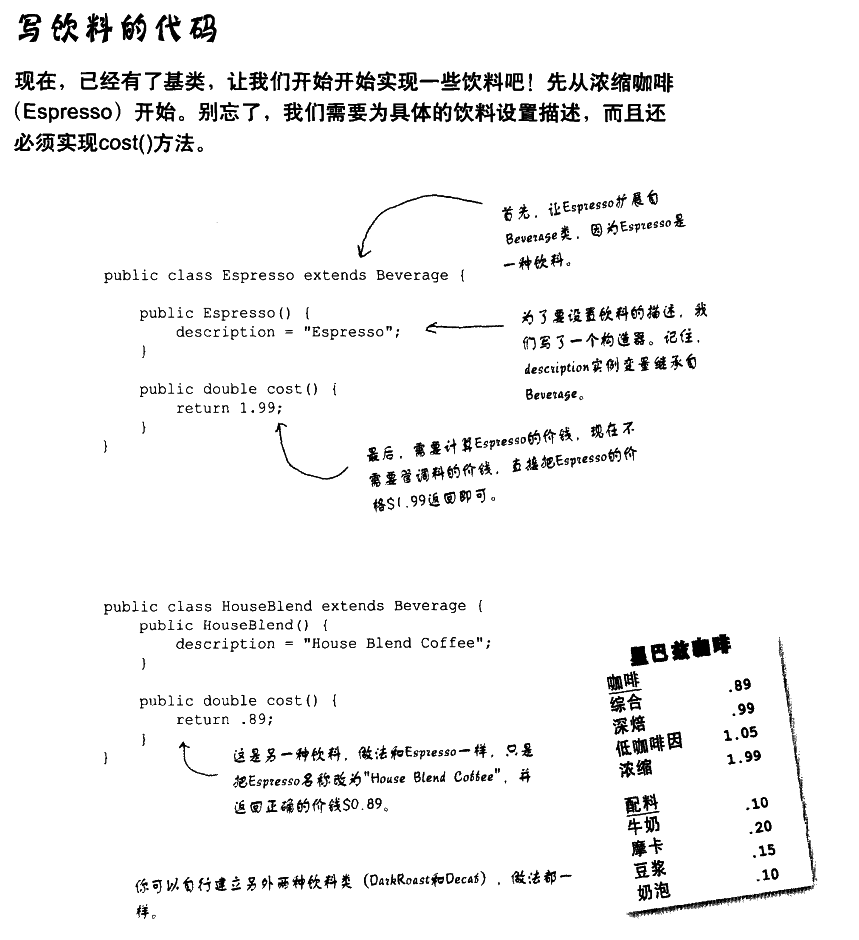 写饮料的代码
现在，已经有了基类，让我们开始开始实现一些饮料吧！先从浓缩咖啡
（Espresso）开始。别忘了，我们需要为具体的饮料设置描述，而且还
必须实现cost()方法。
首先，让Espresso扩展自
Beverage类，因为Espresso是
一种饮料。
public class Espresso extends Beverage {
public Espresso() {
description = "Espresso";
}
为了要设置饮料的描述，我
们写了一个构造器。记住，
description实例变量继承自
Beverage。
public double cost() {
return 1.99;
}
}
最后，需要计算Espresso的价钱，现在不
需要管调料的价钱，直接把Espresso的价
格$1.99返回即可。
public class HouseBlend extends Beverage {
public HouseBlend() {
description = "House Blend Coffee";
}
public double cost() {
return .89;
}
}
这是另一种饮料，做法和Espresso一样，只是
把Espresso名称改为"House Blend Coffee"，并
返回正确的价钱$0.89。
星巴兹咖啡
咖啡
综合 .89
深焙 .99
低咖啡因 1.05
浓缩 1.99
配料
牛奶 .10
摩卡 .20
豆浆 .15
奶泡 .10
你可以自行建立另外两种饮料类（DarkRoast和Decaf），做法都一
样。